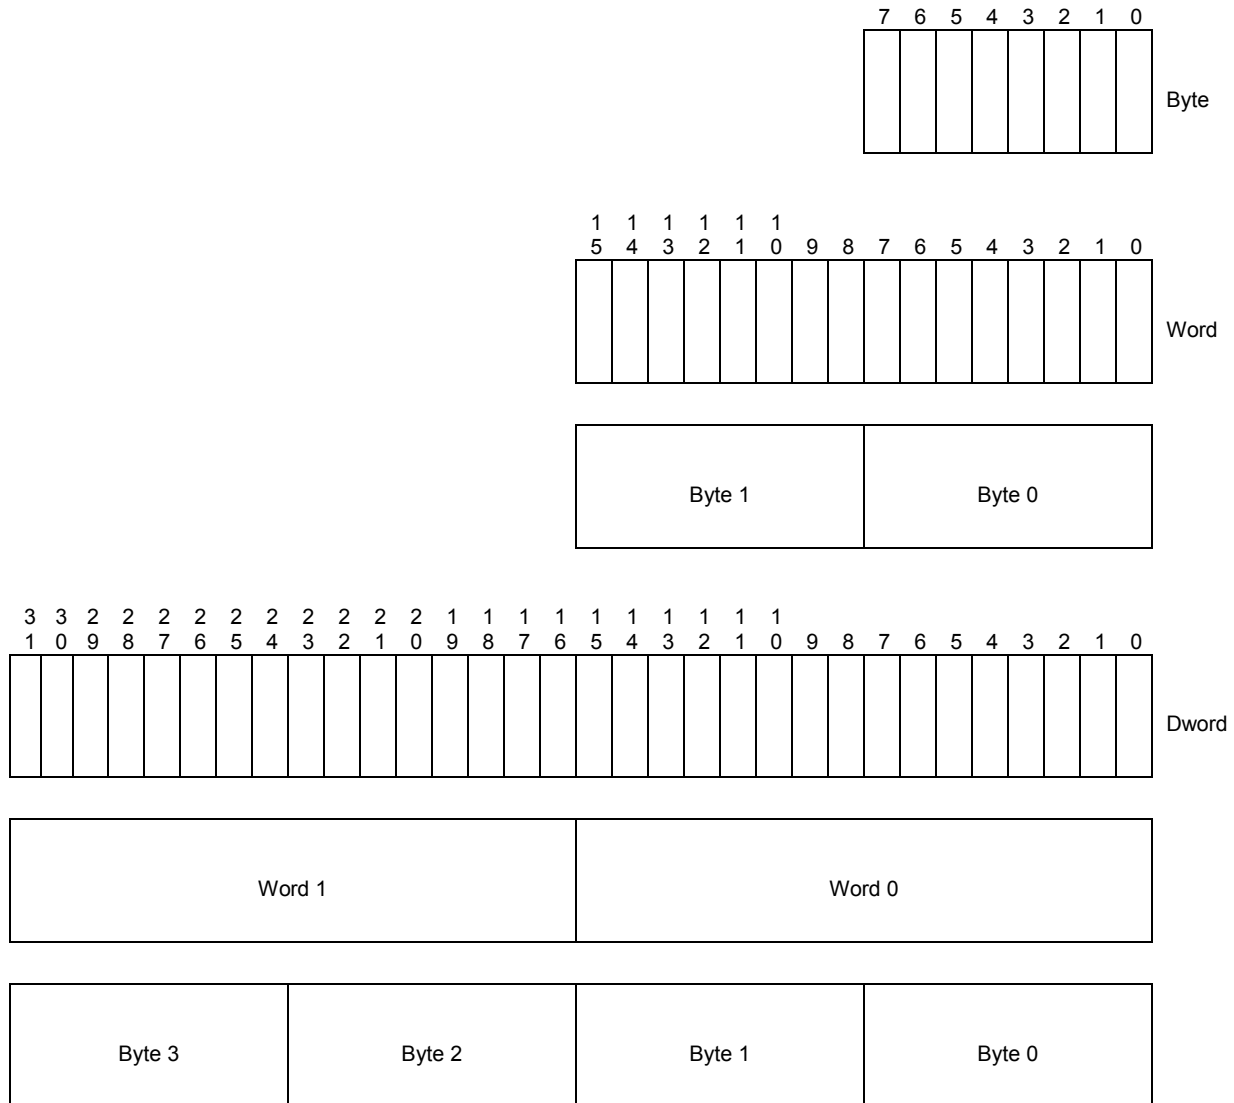 7 6 5 4 3 2 1 0
Byte
1 1 1 1 1 1
5 4 3 2 1 0 9 8 7 6 5 4 3 2 1 0
Word
Byte 1 Byte 0
3 3 2 2 2 2 2 2 2 2 2 2 1 1 1 1 1 1 1 1 1 1
1 0 9 8 7 6 5 4 3 2 1 0 9 8 7 6 5 4 3 2 1 0 9 8 7 6 5 4 3 2 1 0
Dword
Word 1 Word 0
Byte 3 Byte 2 Byte 1 Byte 0